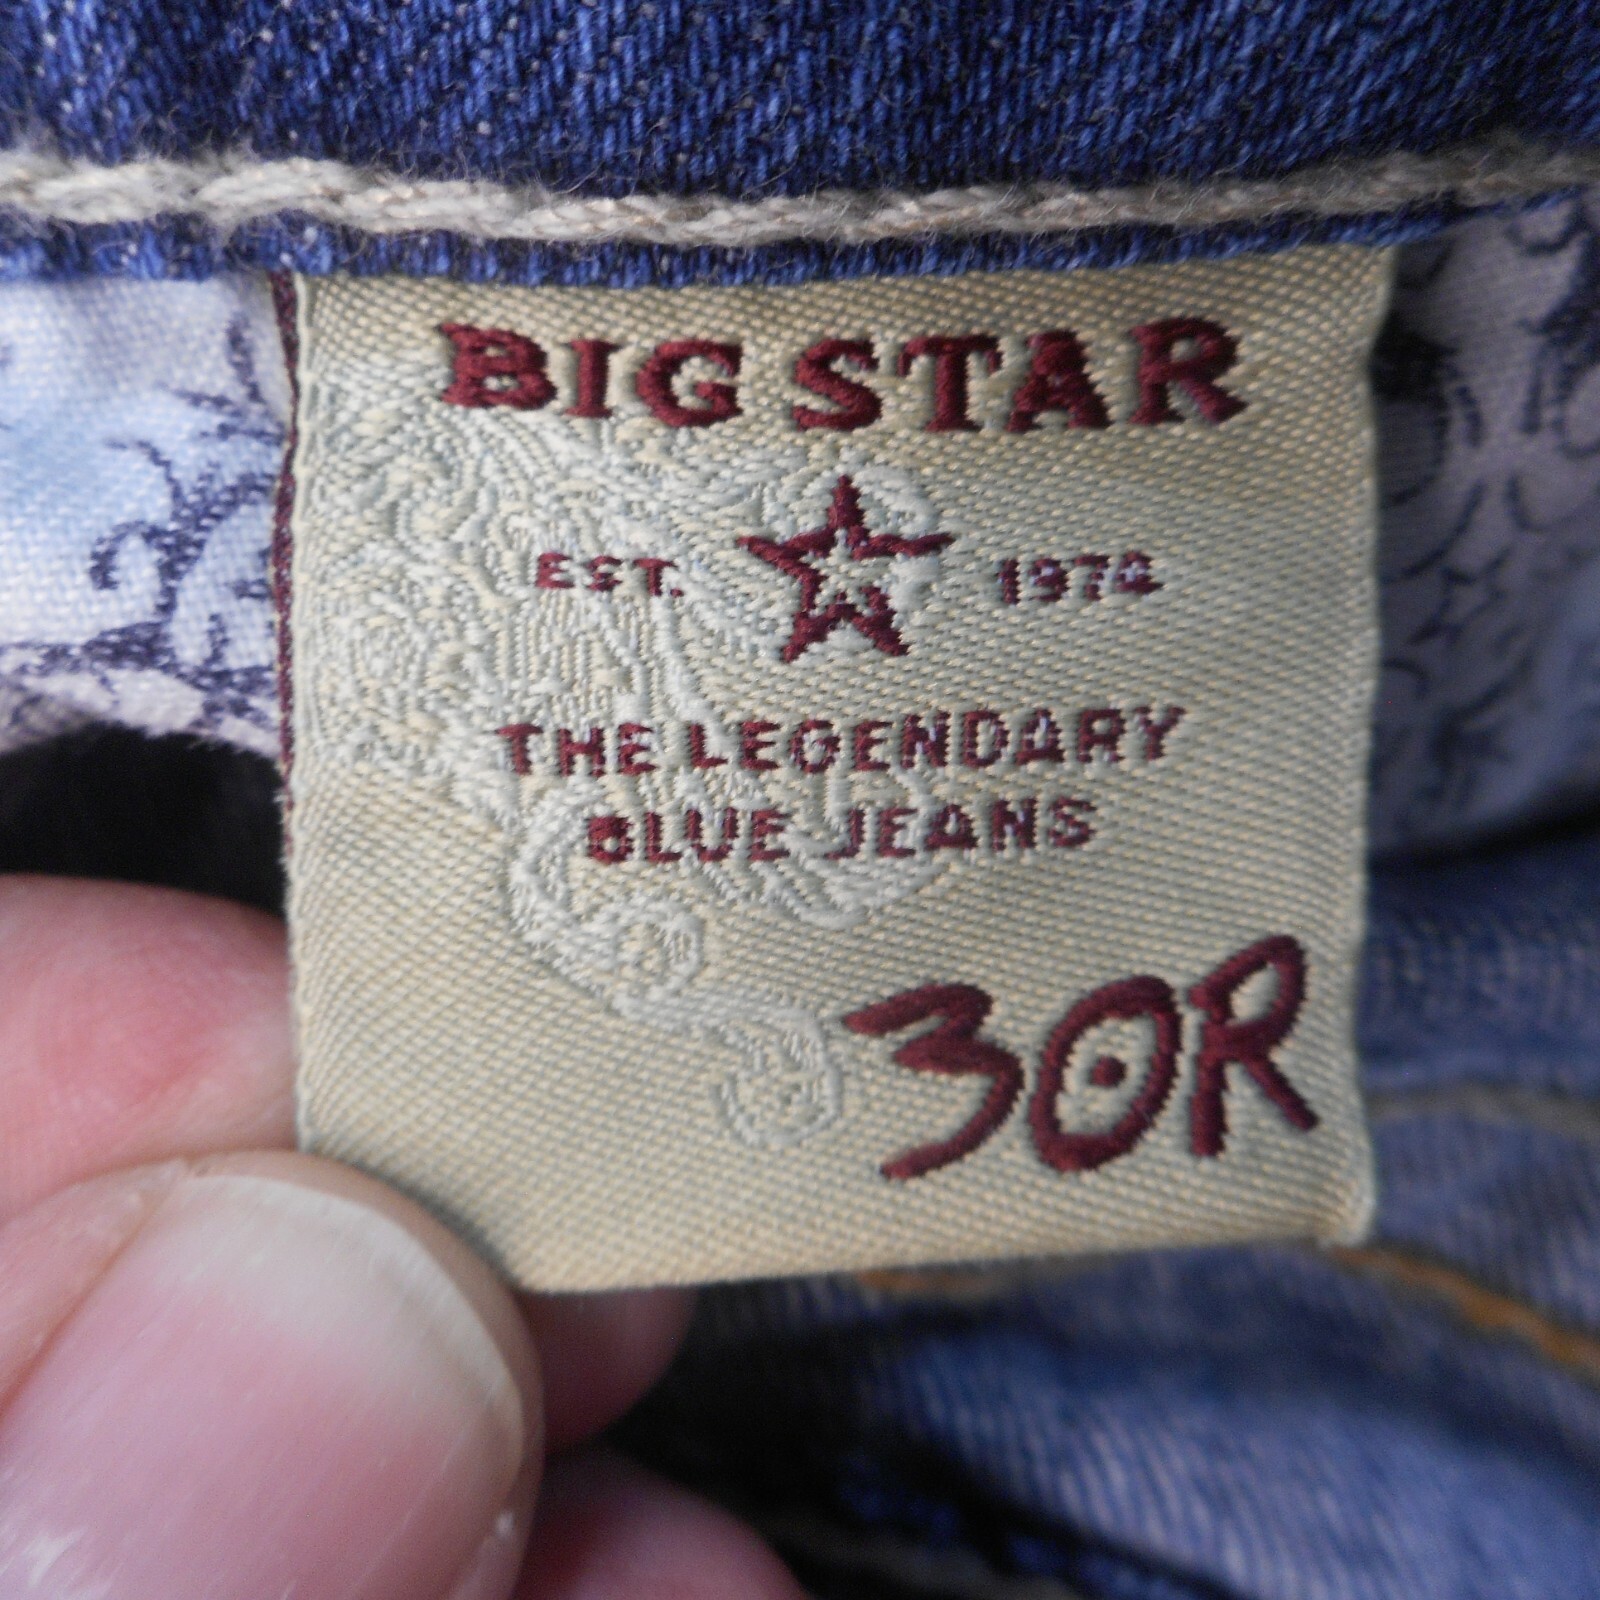 BIG STAR
EST. 1974
THE LEGENDARY
BLUE JEANS
30R